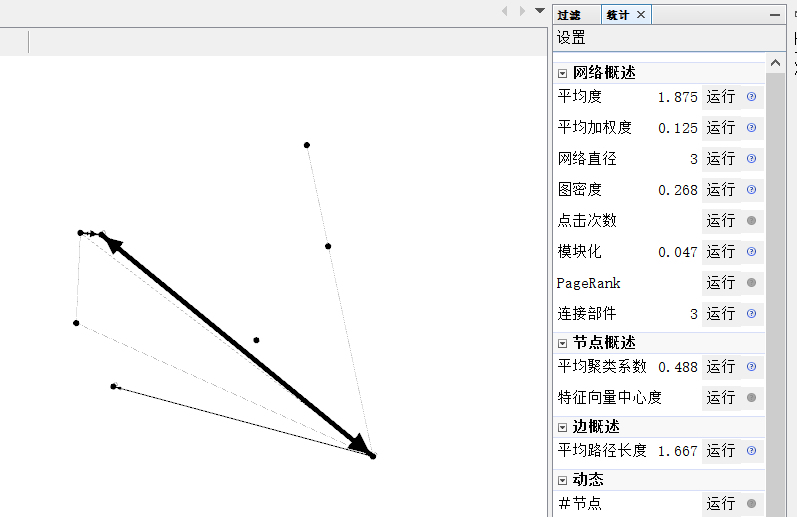 过滤 统计
设置
网络概述
平均度 1.875 运行
平均加权度 0.125 运行
网络直径 3 运行
图密度 0.268 运行
点击次数 运行
模块化 0.047 运行
PageRank 运行
连接部件 3 运行
节点概述
平均聚类系数 0.488 运行
特征向量中心度 运行
边概述
平均路径长度 1.667 运行
动态
#节点 运行